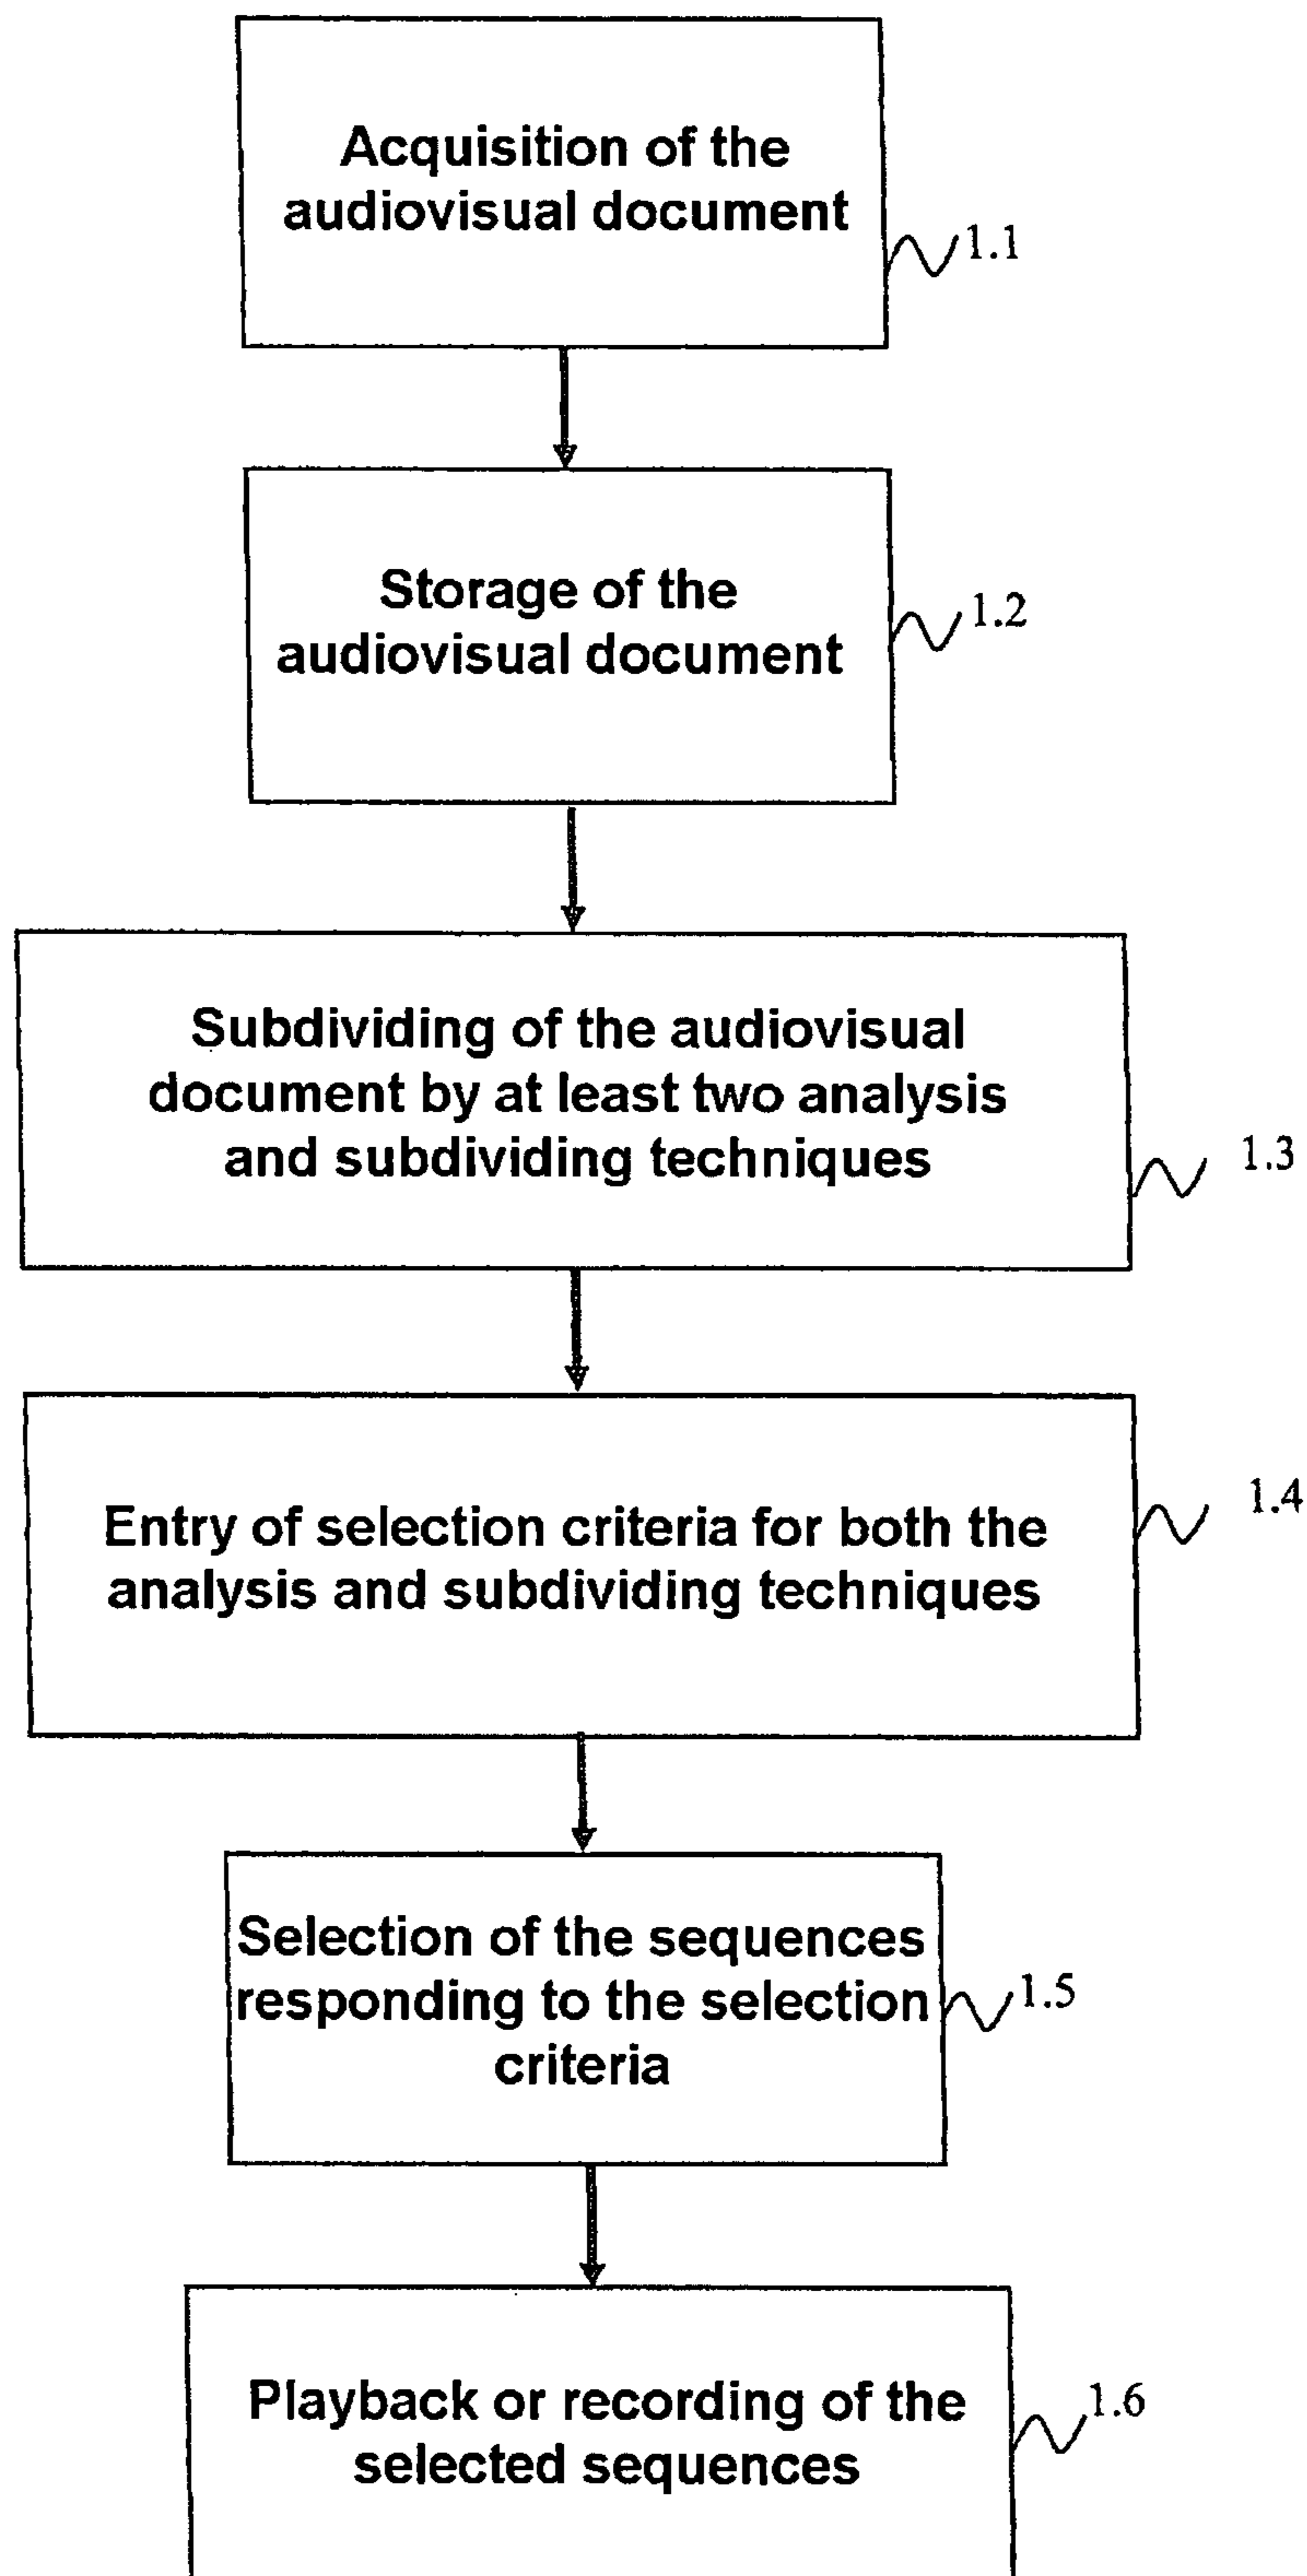 Acquisition of the
audiovisual document
1.1
Storage of the
audiovisual document
1.2
Subdividing of the audiovisual
document by at least two analysis
and subdividing techniques
1.3
Entry of selection criteria for both the
analysis and subdividing techniques
1.4
Selection of the sequences
responding to the selection
criteria
1.5
Playback or recording of the
selected sequences
1.6